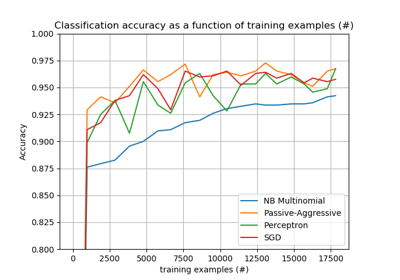 Classification accuracy as a function of training examples (#)
1.000
0.975
0.950
0.925
0.900
0.875
0.850
0.825
0.800
Accuracy
NB Multinomial
Passive-Aggressive
Perceptron
SGD
0 2500 5000 7500 10000 12500 15000 17500
training examples (#)